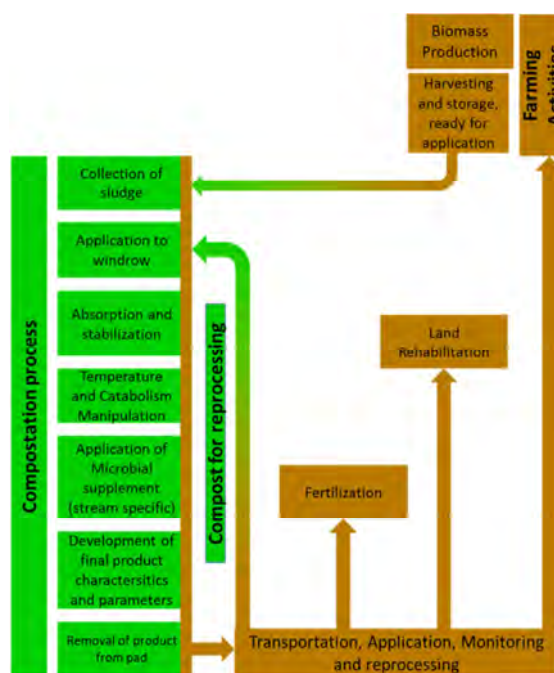 Biomass
Production
Farming
Activities
Harvesting
and storage,
ready for
application
Compostation process
Collection of
sludge
Application to
windrow
Absorption and
stabilization
Temperature
and Catabolism
Manipulation
Application of
Microbial
supplement
(stream specific)
Development of
final product
charactersitics
and parameters
Removal of product
from pad
Compost for reprocessing
Land
Rehabilitation
Fertilization
Transportation, Application, Monitoring
and reprocessing